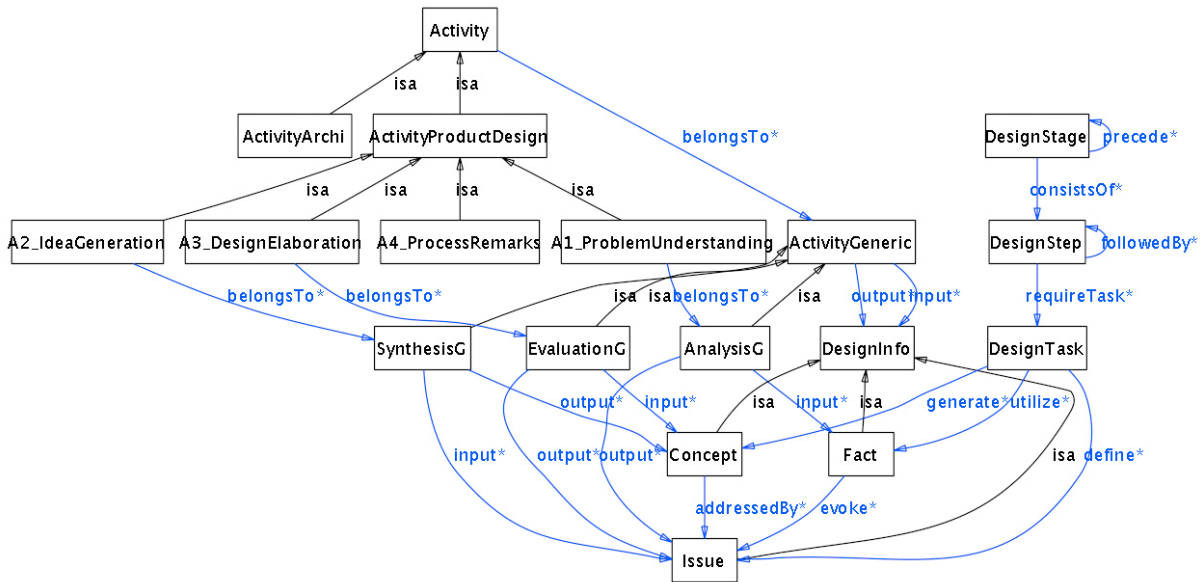 Activity
isa
isa
ActivityArchi
ActivityProductDesign
belongsTo*
DesignStage
precede*
isa
isa
isa
isa
consistsOf*
A2_IdeaGeneration
A3_DesignElaboration
A4_ProcessRemarks
A1_ProblemUnderstanding
ActivityGeneric
DesignStep
followedBy*
belongsTo*
belongsTo*
isa
isa
belongsTo*
isa
output*
input*
requireTask*
SynthesisG
EvaluationG
AnalysisG
DesignInfo
DesignTask
output*
input*
isa
input*
isa
generate*
utilize*
input*
output*
output*
Concept
Fact
isa
define*
addressedBy*
evoke*
Issue